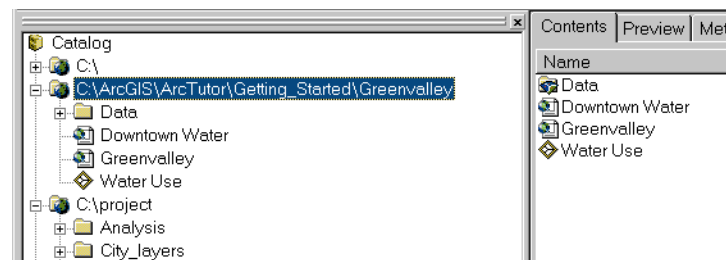 Catalog
C:\
C:\ArcGIS\ArcTutor\Getting_Started\Greenvalley
Data
Downtown Water
Greenvalley
Water Use
C:\project
Analysis
City_layers
Contents Preview Met
Name
Data
Downtown Water
Greenvalley
Water Use